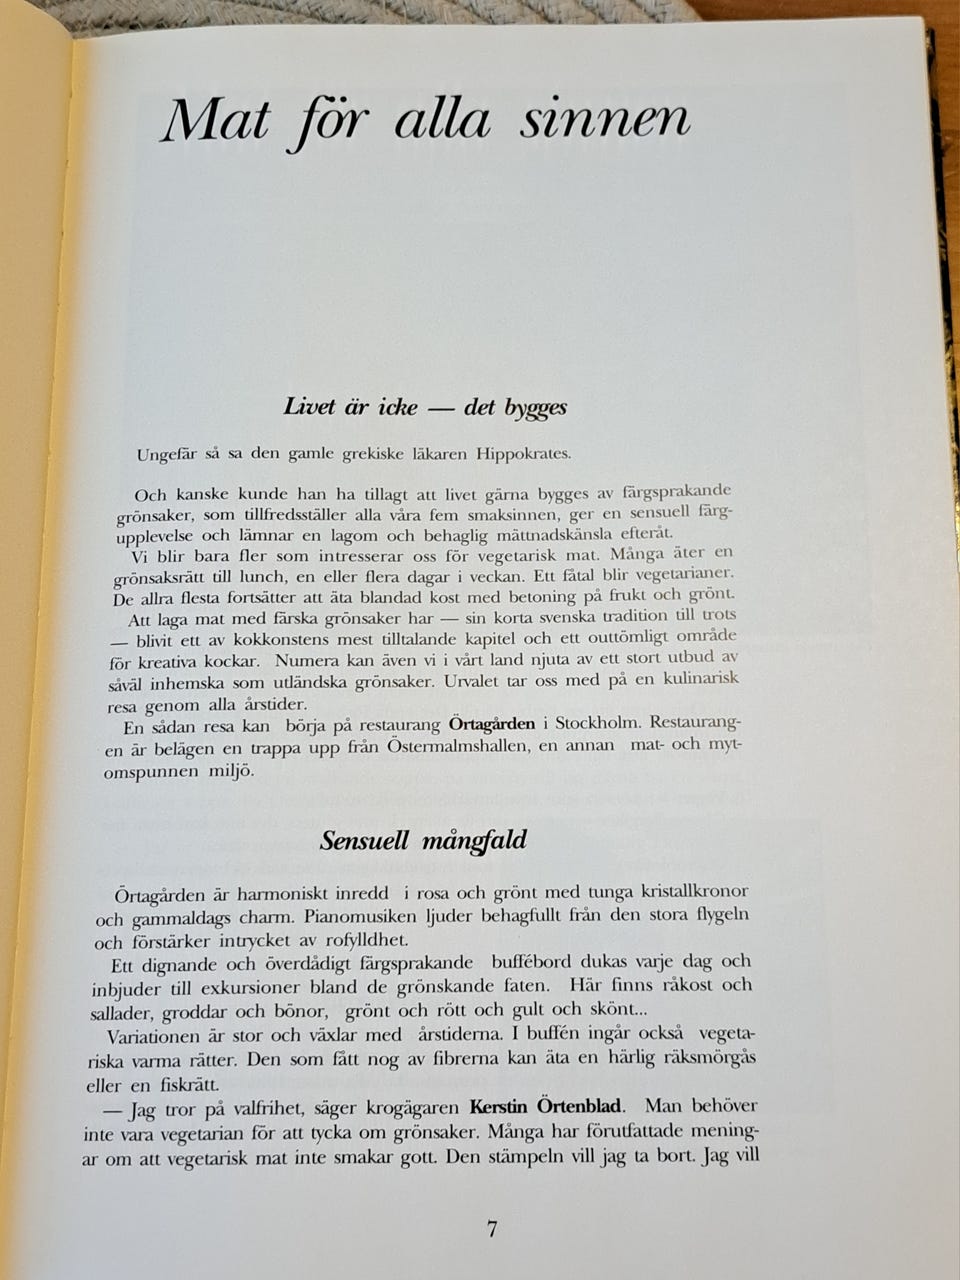 Mat för alla sinnen
Livet är icke — det bygges
Ungefär så sa den gamle grekiske läkaren Hippokrates.
Och kanske kunde han ha tillagt att livet gärna bygges av färgsprakande
grönsaker, som tillfredsställer alla våra fem smaksinnen, ger en sensuell färg-
upplevelse och lämnar en lagom och behaglig mättnadskänsla efteråt.
Vi blir bara fler som intresserar oss för vegetarisk mat. Många äter en
grönsaksrätt till lunch, en eller flera dagar i veckan. Ett fåtal blir vegetarianer.
De allra flesta fortsätter att äta blandad kost med betoning på frukt och grönt.
Att laga mat med färska grönsaker har — sin korta svenska tradition till trots
— blivit ett av kokkonstens mest tilltalande kapitel och ett outtömligt område
för kreativa kockar. Numera kan även vi i vårt land njuta av ett stort utbud av
såväl inhemska som utländska grönsaker. Urvalet tar oss med på en kulinarisk
resa genom alla årstider.
En sådan resa kan börja på restaurang Örtagården i Stockholm. Restaurang-
en är belägen en trappa upp från Östermalmshallen, en annan mat- och myt-
omspunnen miljö.
Sensuell mångfald
Örtagården är harmoniskt inredd i rosa och grönt med tunga kristallkronor
och gammaldags charm. Pianomusiken ljuder behagfullt från den stora flygeln
och förstärker intrycket av rofylldhet.
Ett dignande och överdådigt färgsprakande buffébord dukas varje dag och
inbjuder till exkursioner bland de grönskande faten. Här finns råkost och
sallader, groddar och bönor, grönt och rött och gult och skönt...
Variationen är stor och växlar med årstiderna. I buffén ingår också vegeta-
riska varma rätter. Den som fått nog av fibrerna kan äta en härlig räksmörgås
eller en fiskrätt.
— Jag tror på valfrihet, säger krogägaren Kerstin Örtenblad. Man behöver
inte vara vegetarian för att tycka om grönsaker. Många har förutfattade mening-
ar om att vegetarisk mat inte smakar gott. Den stämpeln vill jag ta bort. Jag vill
7